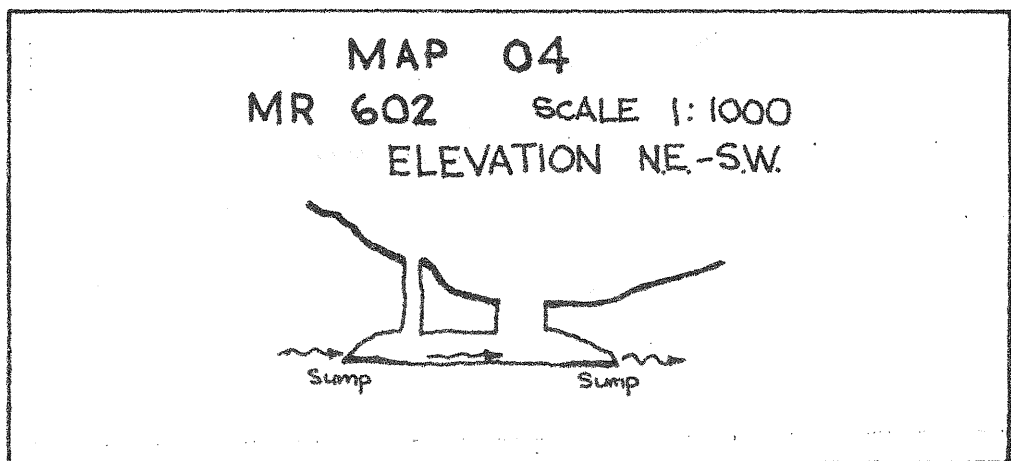 MAP 04
MR 602 SCALE 1:1000
ELEVATION N.E.-S.W.
Sump
Sump